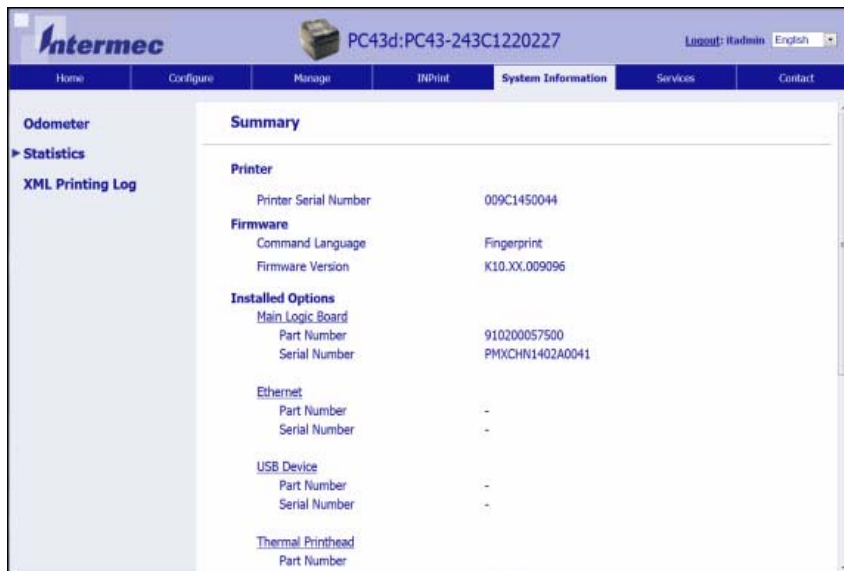 Intermec
PC43d:PC43-243C1220227
Logout: itadmin English
Home Configure Manage INPrint System Information Services Contact
Odometer
Statistics
XML Printing Log
Summary
Printer
Printer Serial Number 009C1450044
Firmware
Command Language Fingerprint
Firmware Version K10.XX.009096
Installed Options
Main Logic Board
Part Number 910200057500
Serial Number PMXCHN1402A0041
Ethernet
Part Number -
Serial Number -
USB Device
Part Number -
Serial Number -
Thermal Printhead
Part Number